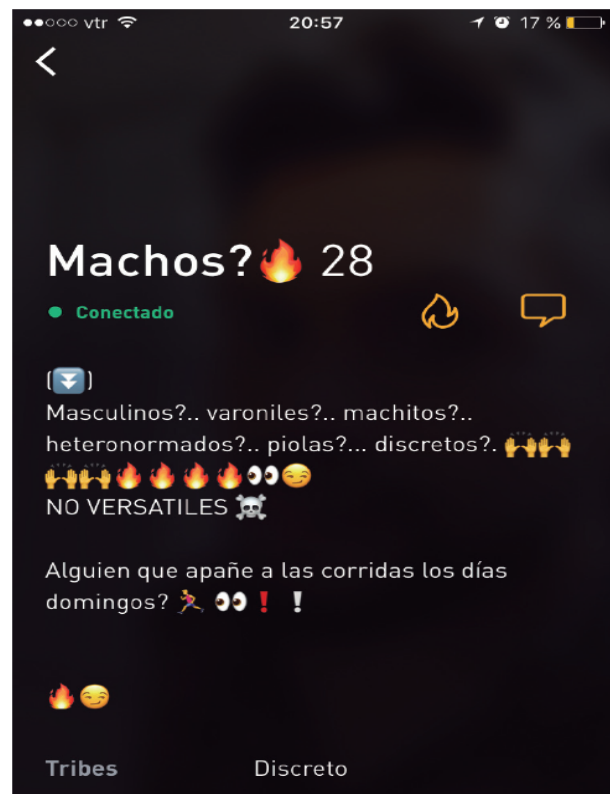 vtr 20:57 17 %
Machos?🔥 28
Conectado
(⏬)
Masculinos?.. varoniles?.. machitos?..
heteronormados?.. piolas?... discretos?. 🙌🙌
🙌🙌🔥🔥🔥🔥👀😏
NO VERSATILES ☠️
Alguien que apañe a las corridas los días
domingos? 🏃‍♀️👀❗❕
🔥😏
Tribes Discreto